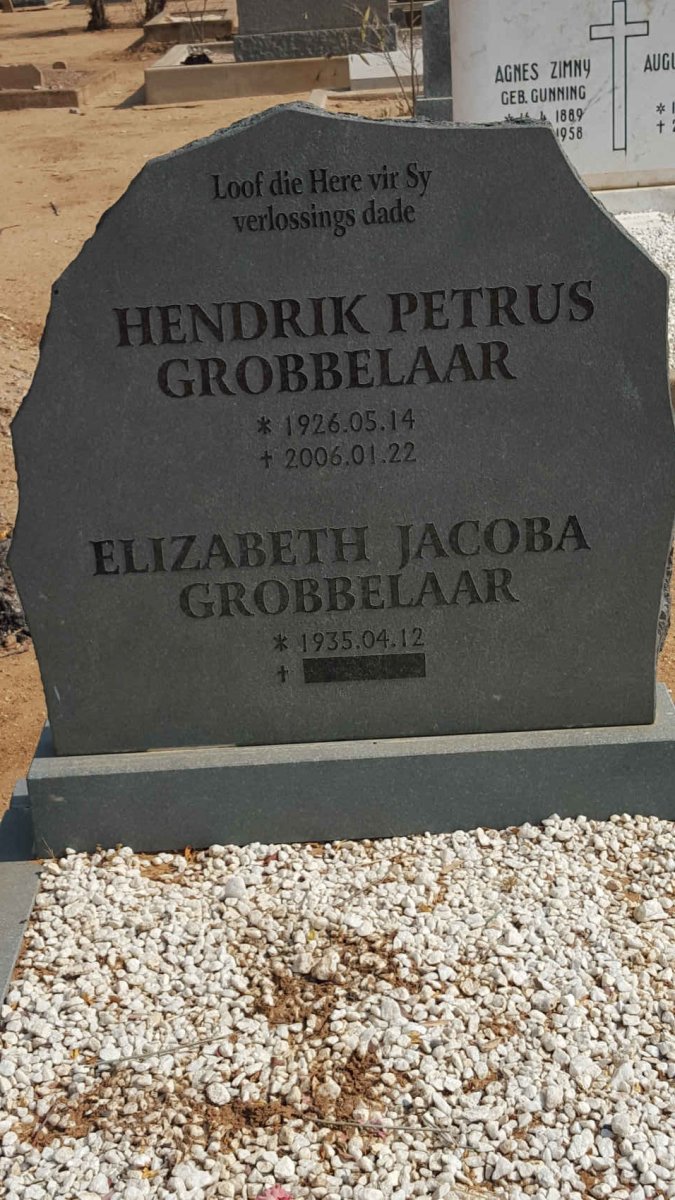 AGNES ZIMNY
GEB. GUNNING
4. 1889
1958
Loof die Here vir Sy
verlossings dade
HENDRIK PETRUS
GROBBELAAR
* 1926.05.14
† 2006.01.22
ELIZABETH JACOBA
GROBBELAAR
* 1935.04.12
†